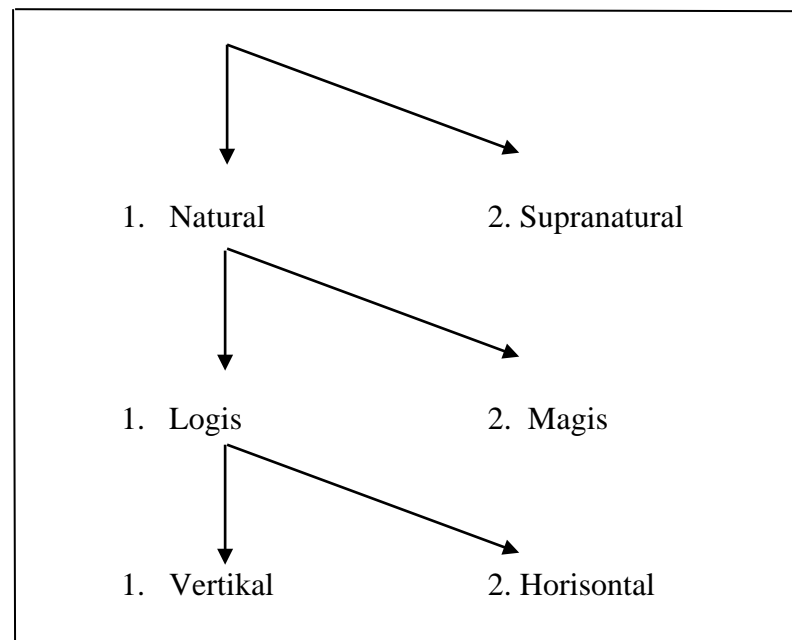 1. Natural 2. Supranatural
1. Logis 2. Magis
1. Vertikal 2. Horisontal